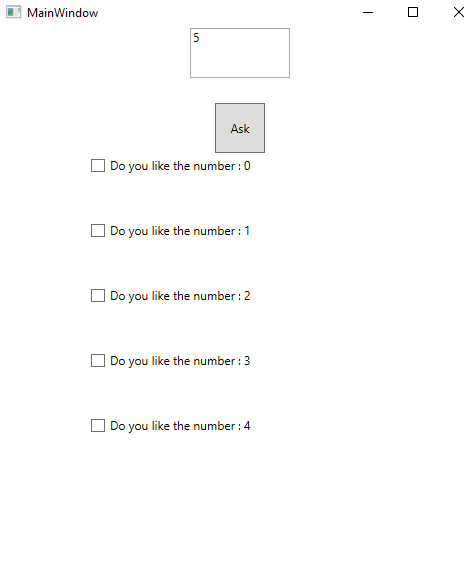 MainWindow
5
Ask
Do you like the number : 0
Do you like the number : 1
Do you like the number : 2
Do you like the number : 3
Do you like the number : 4